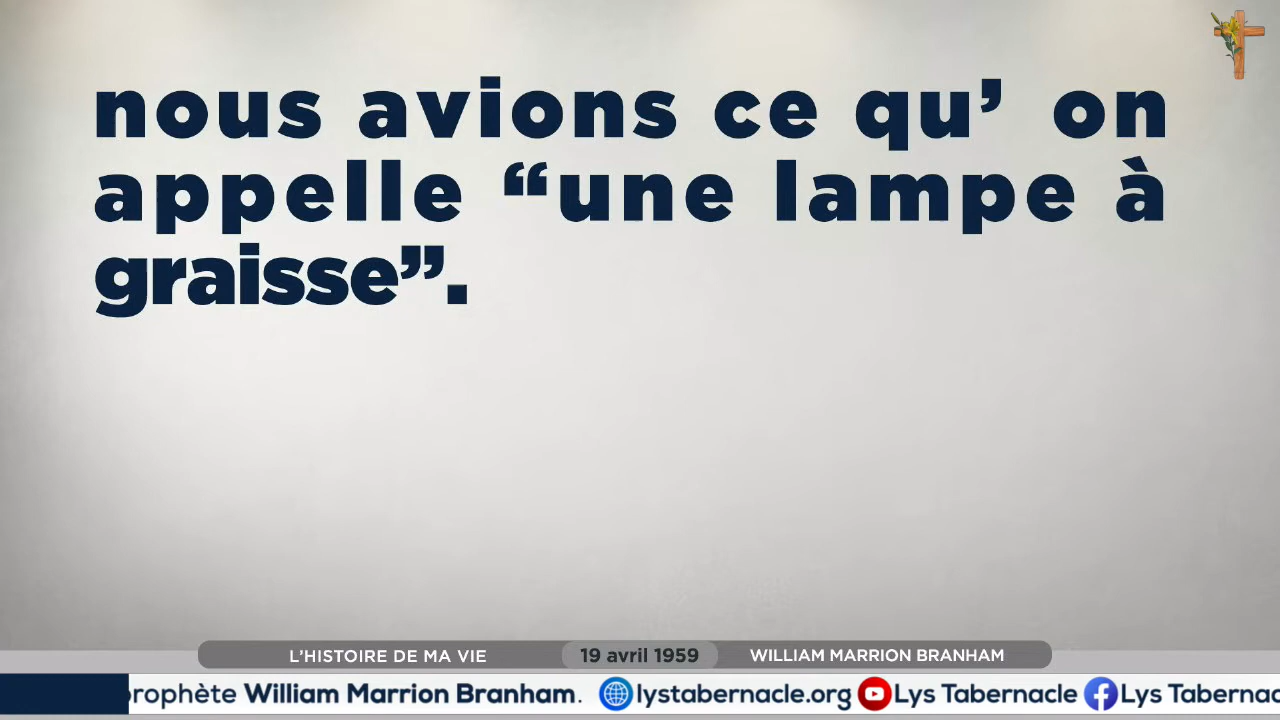 nous avions ce qu’ on
appelle “une lampe à
graisse”.
L’HISTOIRE DE MA VIE 19 avril 1959 WILLIAM MARRION BRANHAM
William Marrion Branham. lystabernacle.org Lys Tabernacle Lys